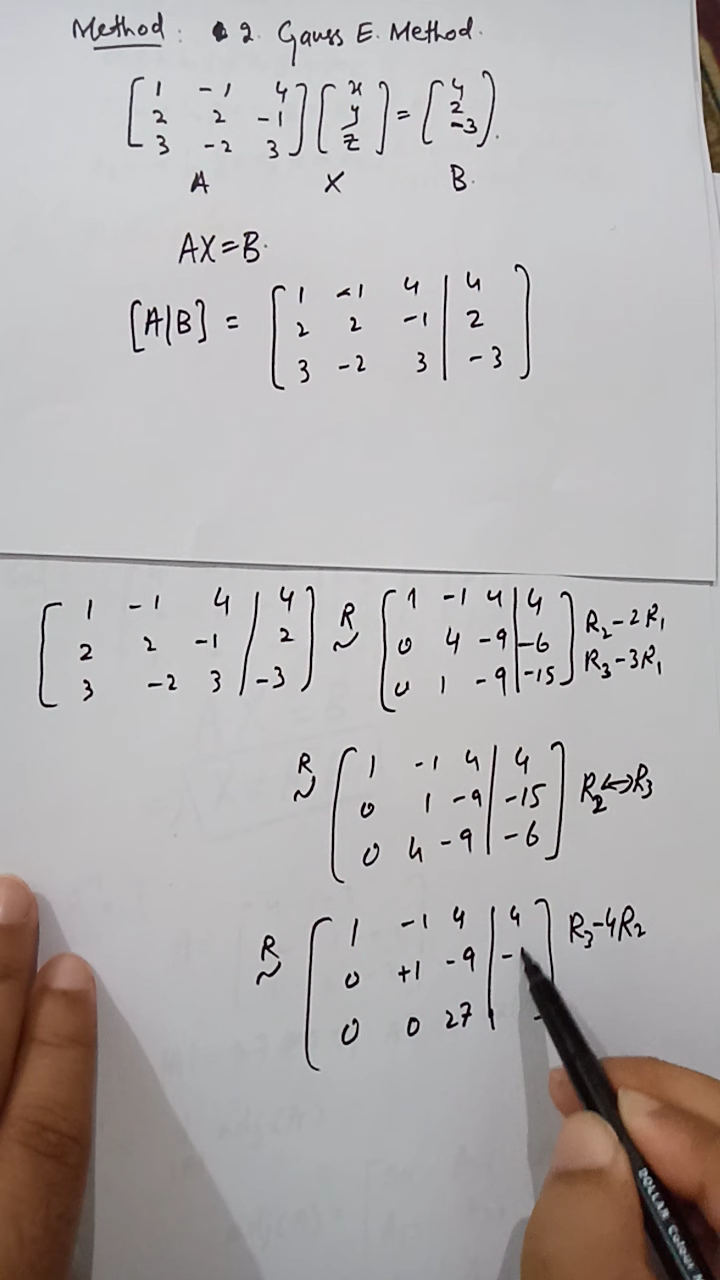 Method: 2. Gauss E. Method.
[1 -1 4] [x] = [4]
[2 2 -1] [y] [2]
[3 -2 3] [z] [-3].
A X B.
AX=B.
[A|B] = [1 -1 4 | 4]
[2 2 -1 | 2]
[3 -2 3 | -3]
[1 -1 4 | 4] R~ [1 -1 4 | 4]
[2 2 -1 | 2] [0 4 -9 | -6] R₂-2R₁
[3 -2 3 | -3] [0 1 -9 | -15] R₃-3R₁
R~ [1 -1 4 | 4]
[0 1 -9 | -15] R₂↔R₃
[0 4 -9 | -6]
R~ [1 -1 4 | 4] R₃-4R₂
[0 +1 -9 | -
[0 0 27 |
DOLLAR